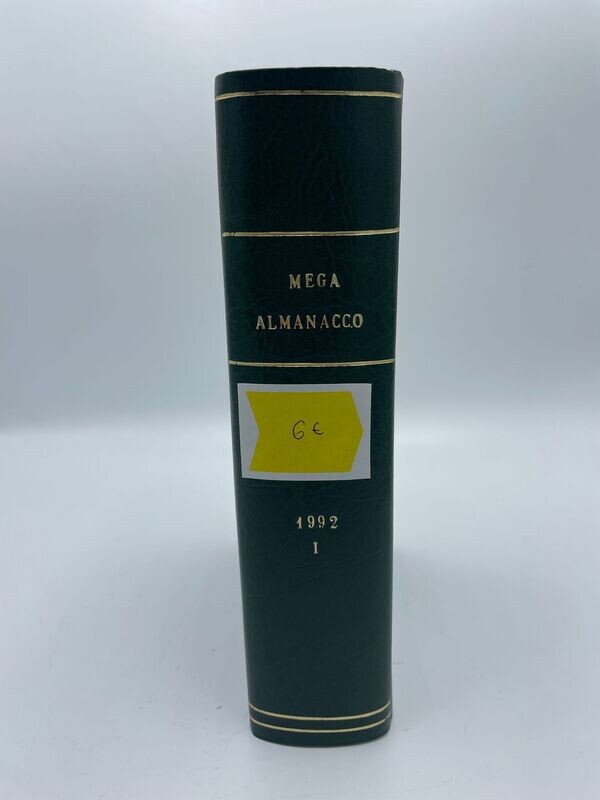 MEGA
ALMANACCO
6 €
1992
I